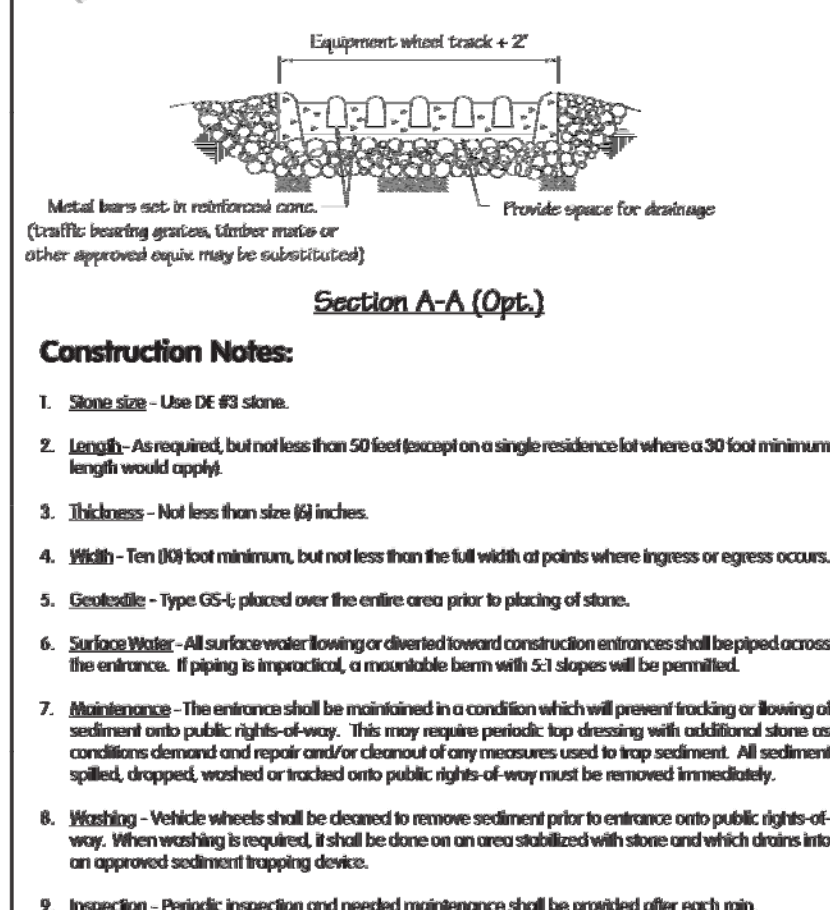 Equipment wheel track + 2"
Metal bars set in reinforced conc.
(traffic bearing grates, timber mats or
other approved equiv. may be substituted)
Provide space for drainage
Section A-A (Opt.)
Construction Notes:
1. Stone size - Use DE #3 stone.
2. Length - As required, but not less than 50 feet (except on a single residence lot where a 30 foot minimum
length would apply).
3. Thickness - Not less than size (6) inches.
4. Width - Ten (10) foot minimum, but not less than the full width at points where ingress or egress occurs.
5. Geotextile - Type GS-I; placed over the entire area prior to placing of stone.
6. Surface Water - All surface water flowing or diverted toward construction entrances shall be piped across
the entrance. If piping is impractical, a mountable berm with 5:1 slopes will be permitted.
7. Maintenance - The entrance shall be maintained in a condition which will prevent tracking or flowing of
sediment onto public rights-of-way. This may require periodic top dressing with additional stone as
conditions demand and repair and/or cleanout of any measures used to trap sediment. All sediment
spilled, dropped, washed or tracked onto public rights-of-way must be removed immediately.
8. Washing - Vehicle wheels shall be cleaned to remove sediment prior to entrance onto public rights-of-
way. When washing is required, it shall be done on an area stabilized with stone and which drains into
an approved sediment trapping device.
9. Inspection - Periodic inspection and needed maintenance shall be provided after each rain.